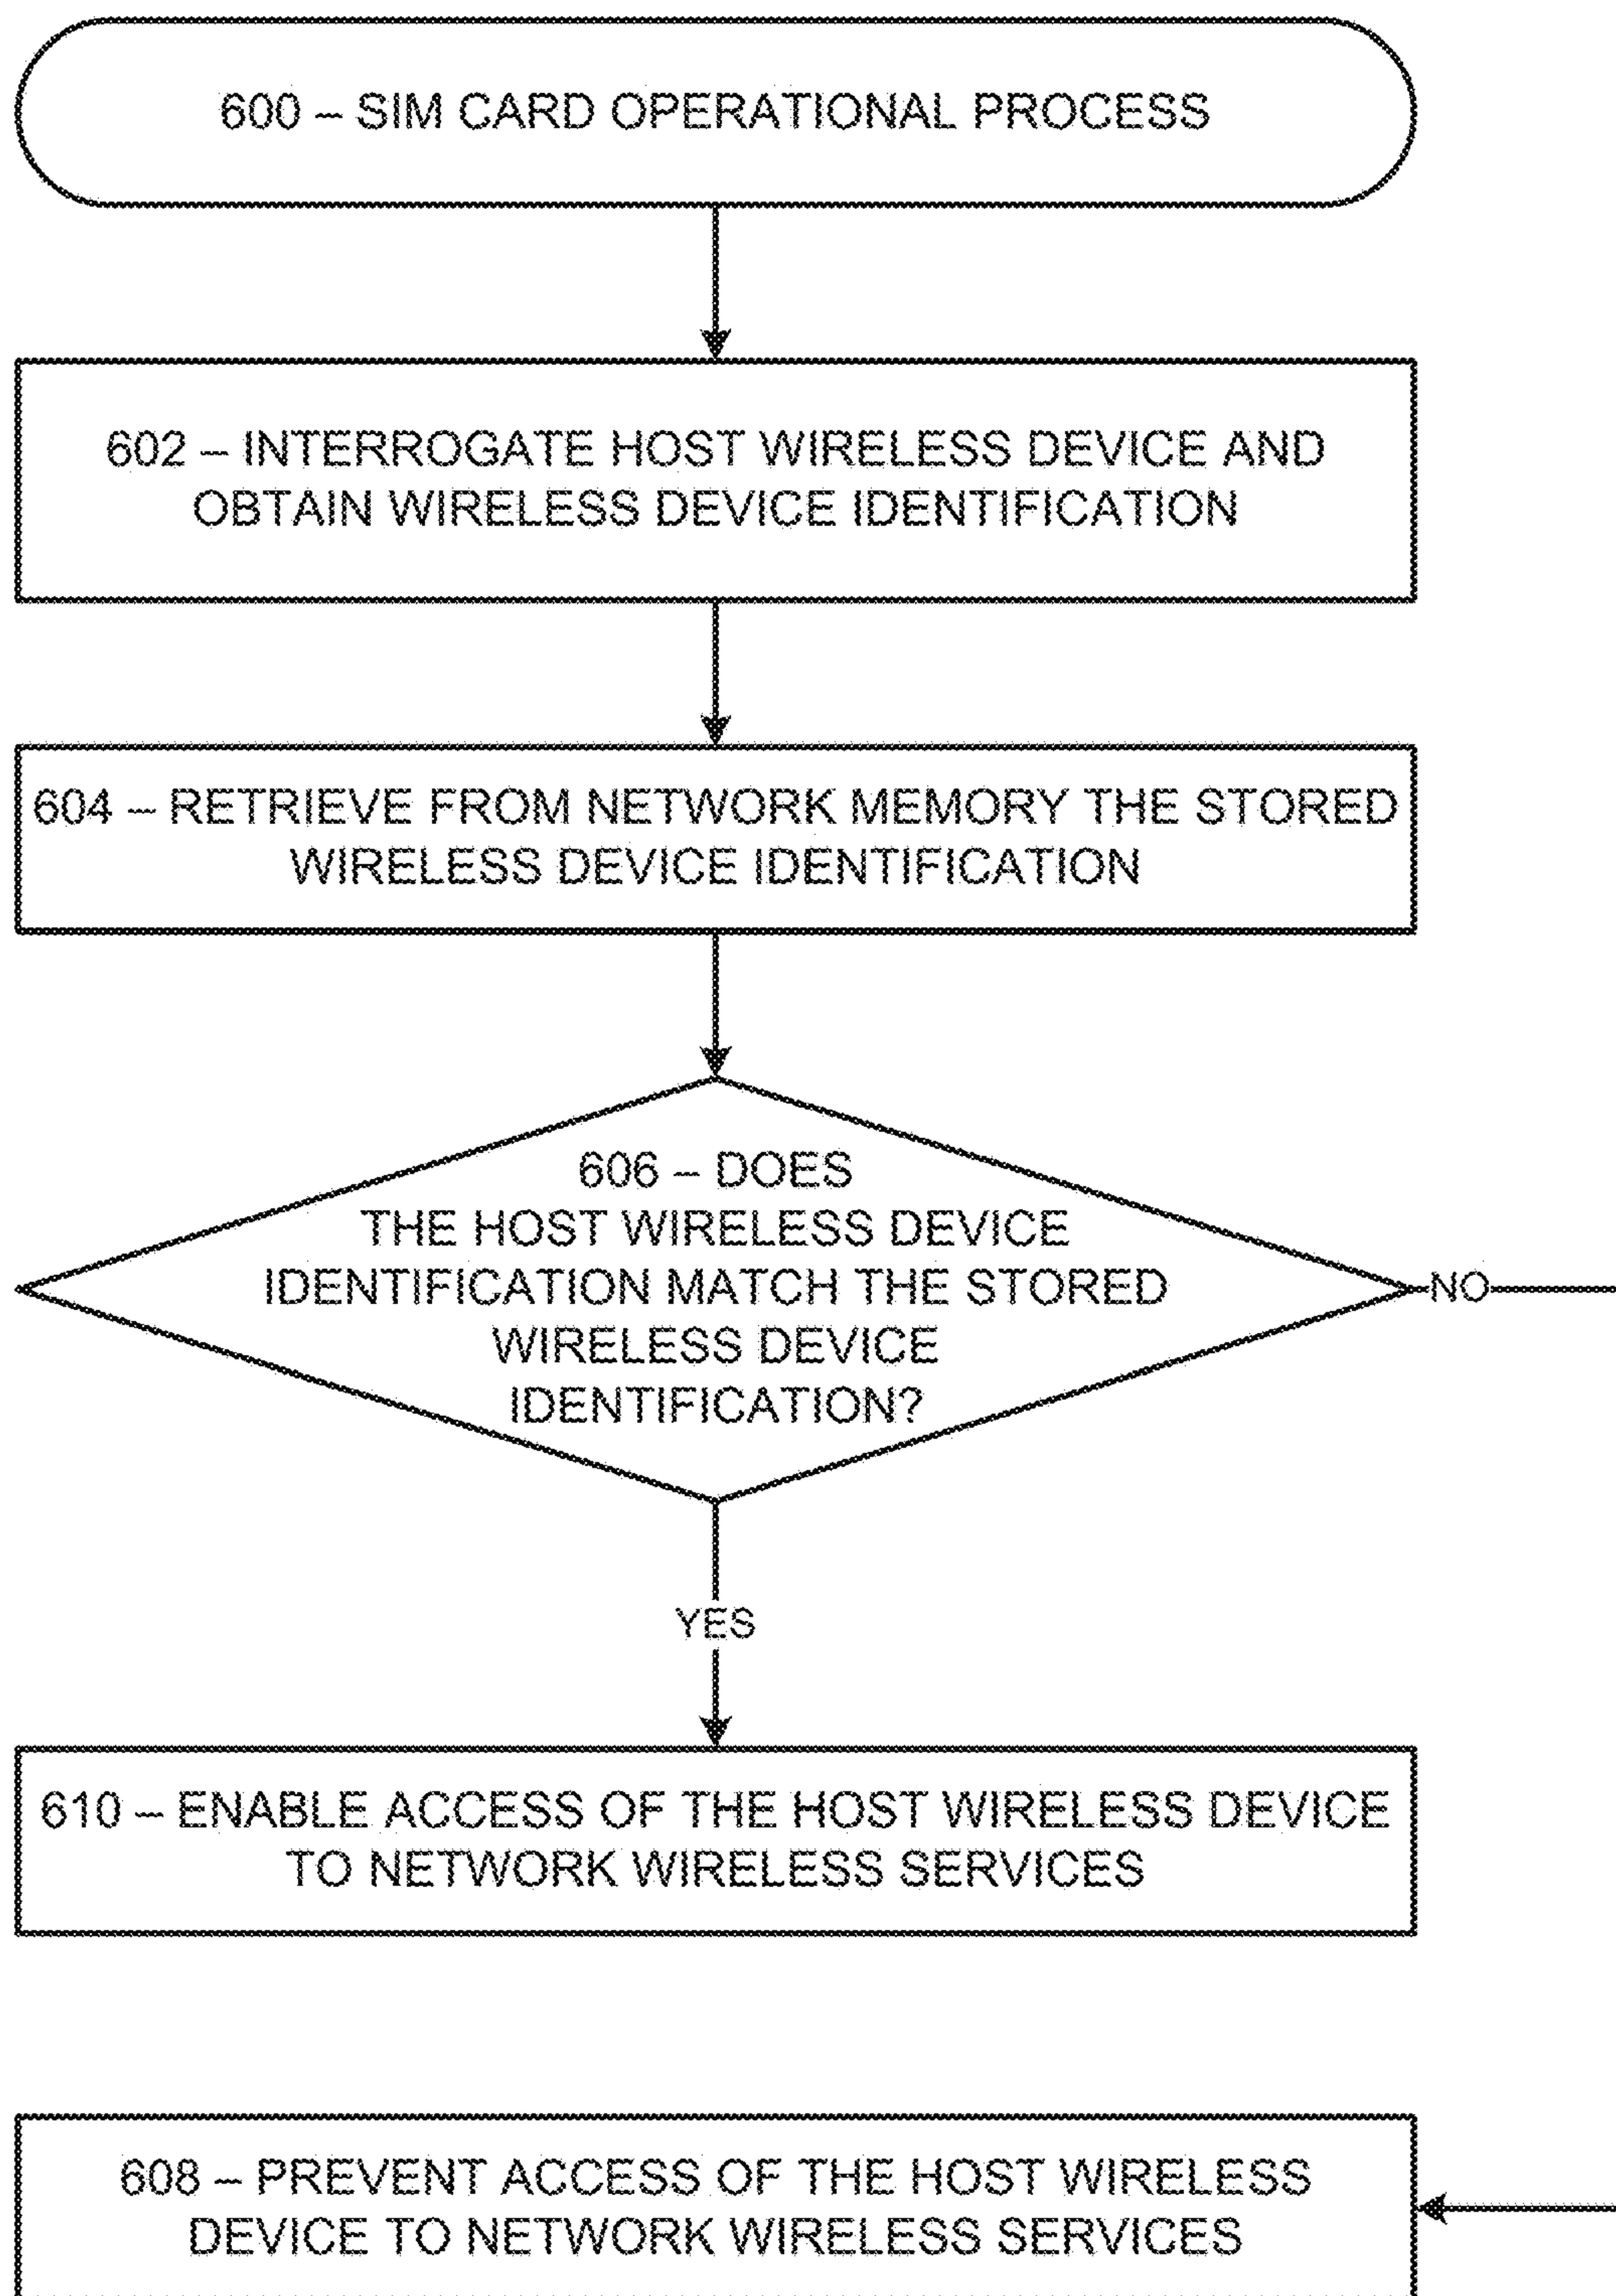 600 – SIM CARD OPERATIONAL PROCESS
602 – INTERROGATE HOST WIRELESS DEVICE AND
OBTAIN WIRELESS DEVICE IDENTIFICATION
604 – RETRIEVE FROM NETWORK MEMORY THE STORED
WIRELESS DEVICE IDENTIFICATION
606 – DOES
THE HOST WIRELESS DEVICE
IDENTIFICATION MATCH THE STORED
WIRELESS DEVICE
IDENTIFICATION?
NO
YES
610 – ENABLE ACCESS OF THE HOST WIRELESS DEVICE
TO NETWORK WIRELESS SERVICES
608 – PREVENT ACCESS OF THE HOST WIRELESS
DEVICE TO NETWORK WIRELESS SERVICES